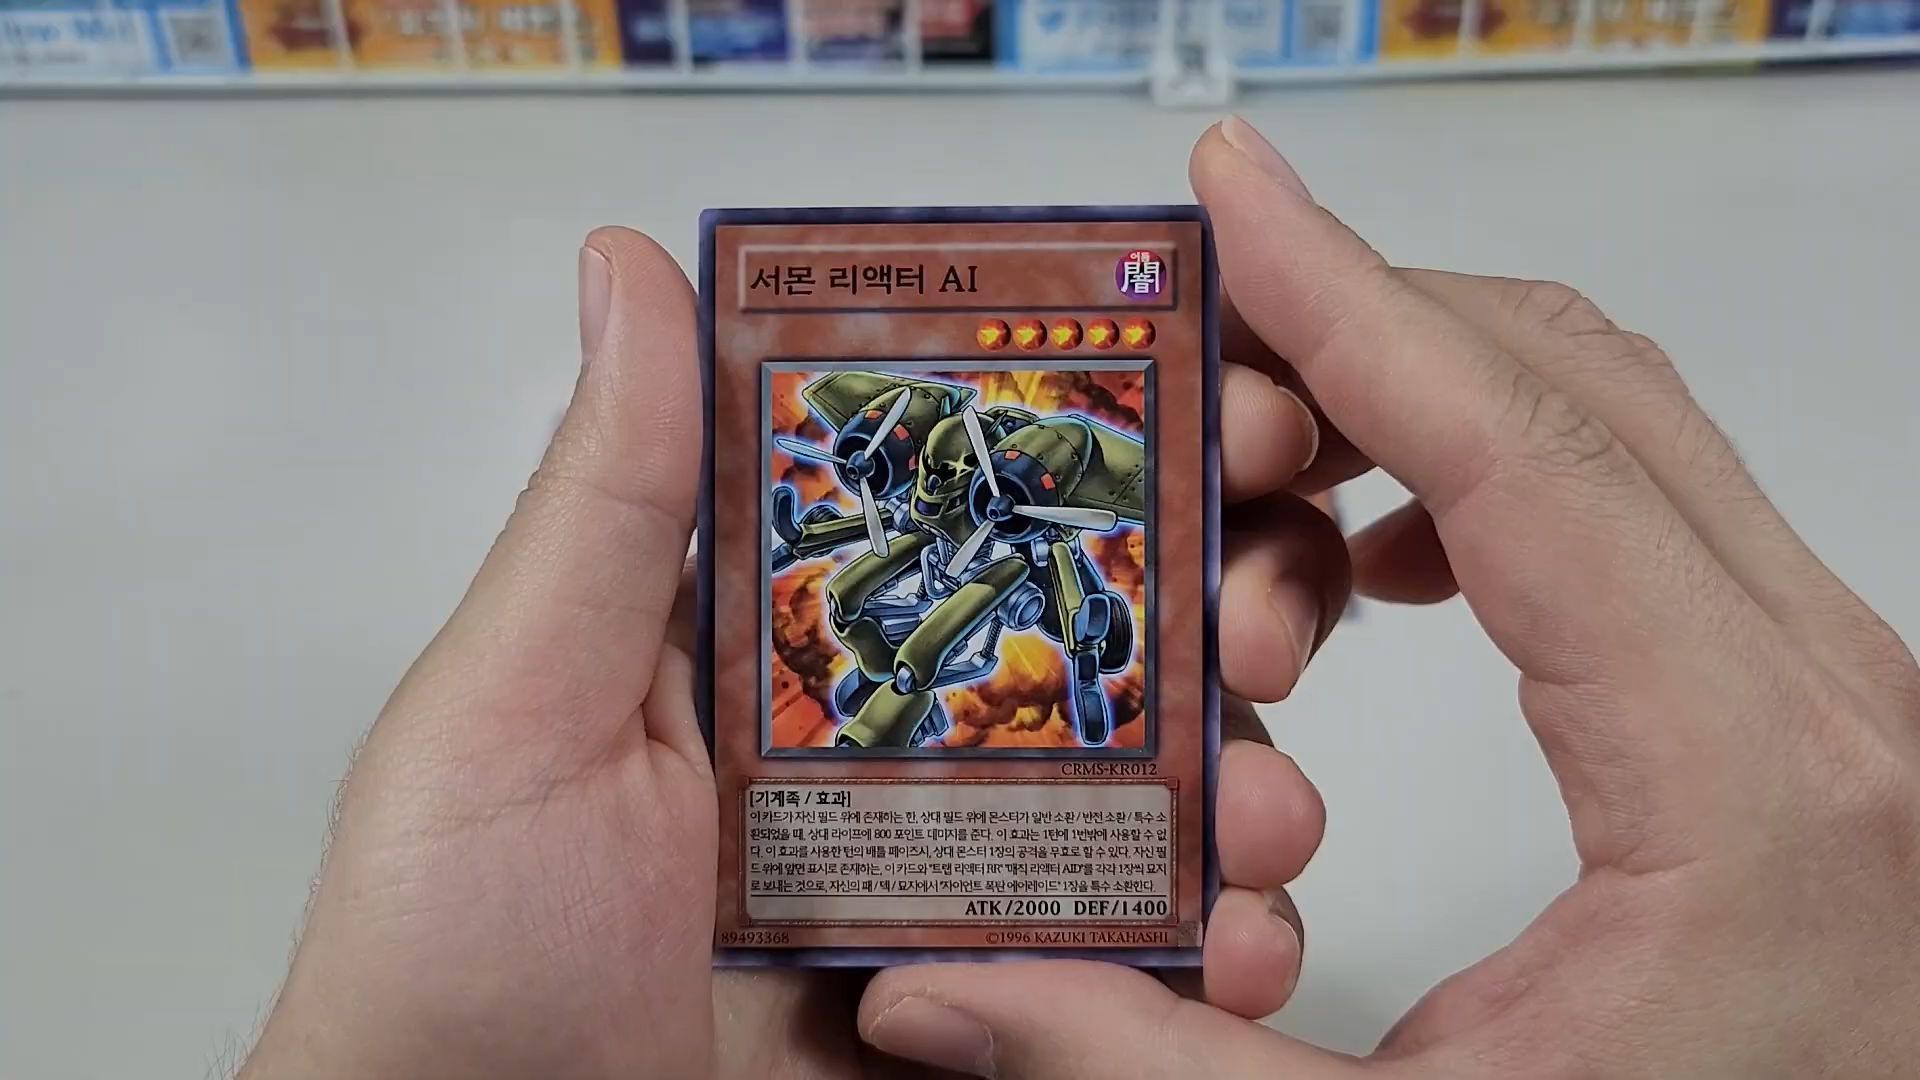 서몬 리액터 AI
어둠
闇
CRMS-KR012
[기계족 / 효과]
이 카드가 자신 필드 위에 존재하는 한, 상대 필드 위에 몬스터가 일반 소환 / 반전 소환 / 특수 소
환되었을 때, 상대 라이프에 800 포인트 데미지를 준다. 이 효과는 1턴에 1번밖에 사용할 수 없
다. 이 효과를 사용한 턴의 배틀 페이즈시, 상대 몬스터 1장의 공격을 무효로 할 수 있다. 자신 필
드 위에 앞면 표시로 존재하는, 이 카드와 "트랩 리액터 RR" "매직 리액터 AID"를 각각 1장씩 묘지
로 보내는 것으로, 자신의 패 / 덱 / 묘지에서 "자이언트 폭탄 에어레이드" 1장을 특수 소환한다.
ATK/2000 DEF/1400
89493368
©1996 KAZUKI TAKAHASHI